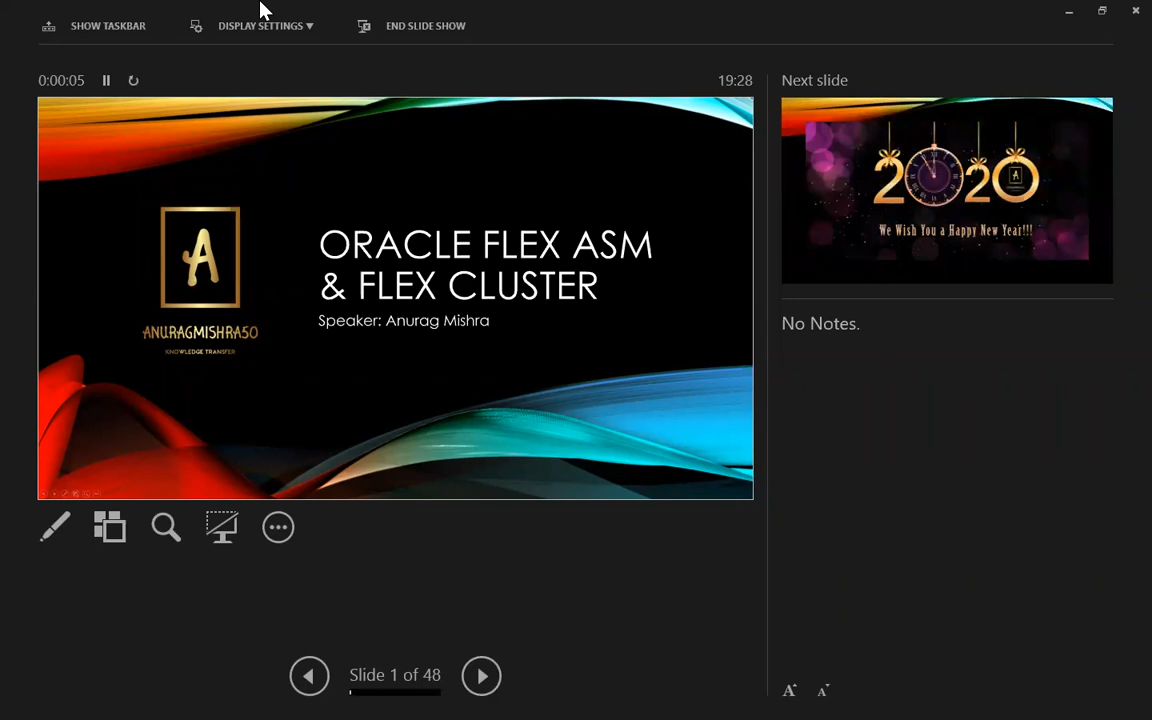 SHOW TASKBAR
DISPLAY SETTINGS ▼
END SLIDE SHOW
0:00:05
19:28
Next slide
A
ANURAGMISHRA50
KNOWLEDGE TRANSFER
ORACLE FLEX ASM
& FLEX CLUSTER
Speaker: Anurag Mishra
2020
We Wish You a Happy New Year!!!
No Notes.
Slide 1 of 48
A A